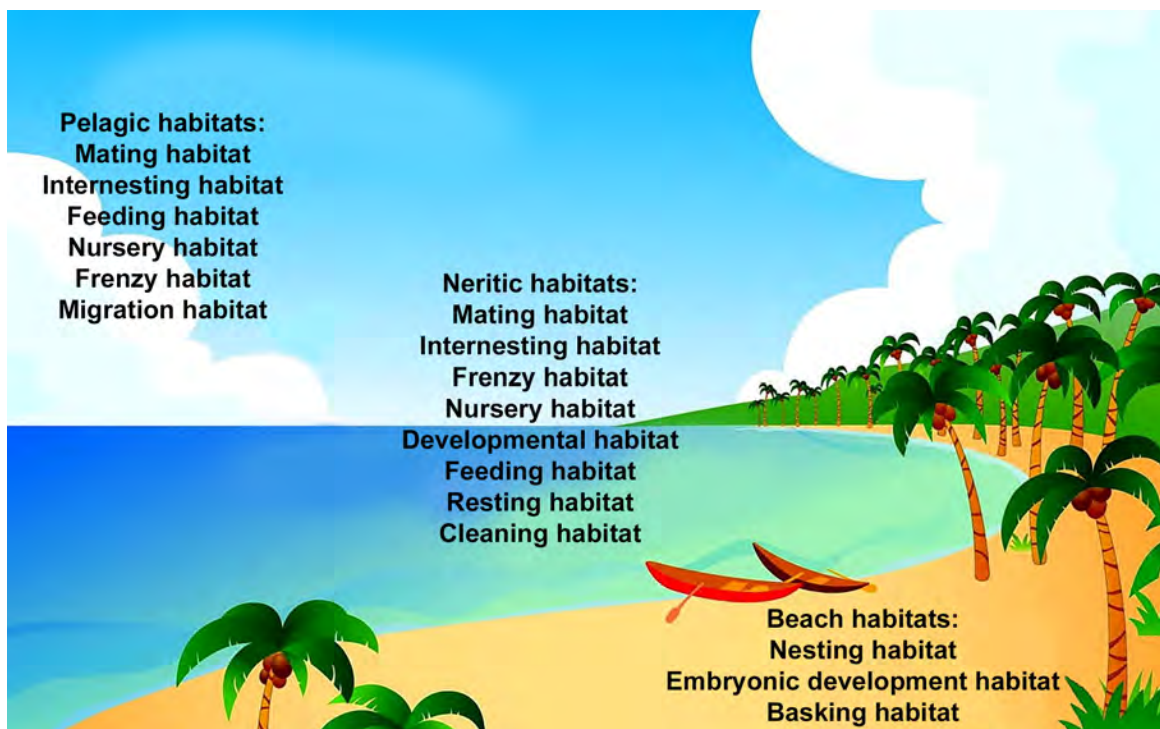 Pelagic habitats:
Mating habitat
Internesting habitat
Feeding habitat
Nursery habitat
Frenzy habitat
Migration habitat
Neritic habitats:
Mating habitat
Internesting habitat
Frenzy habitat
Nursery habitat
Developmental habitat
Feeding habitat
Resting habitat
Cleaning habitat
Beach habitats:
Nesting habitat
Embryonic development habitat
Basking habitat